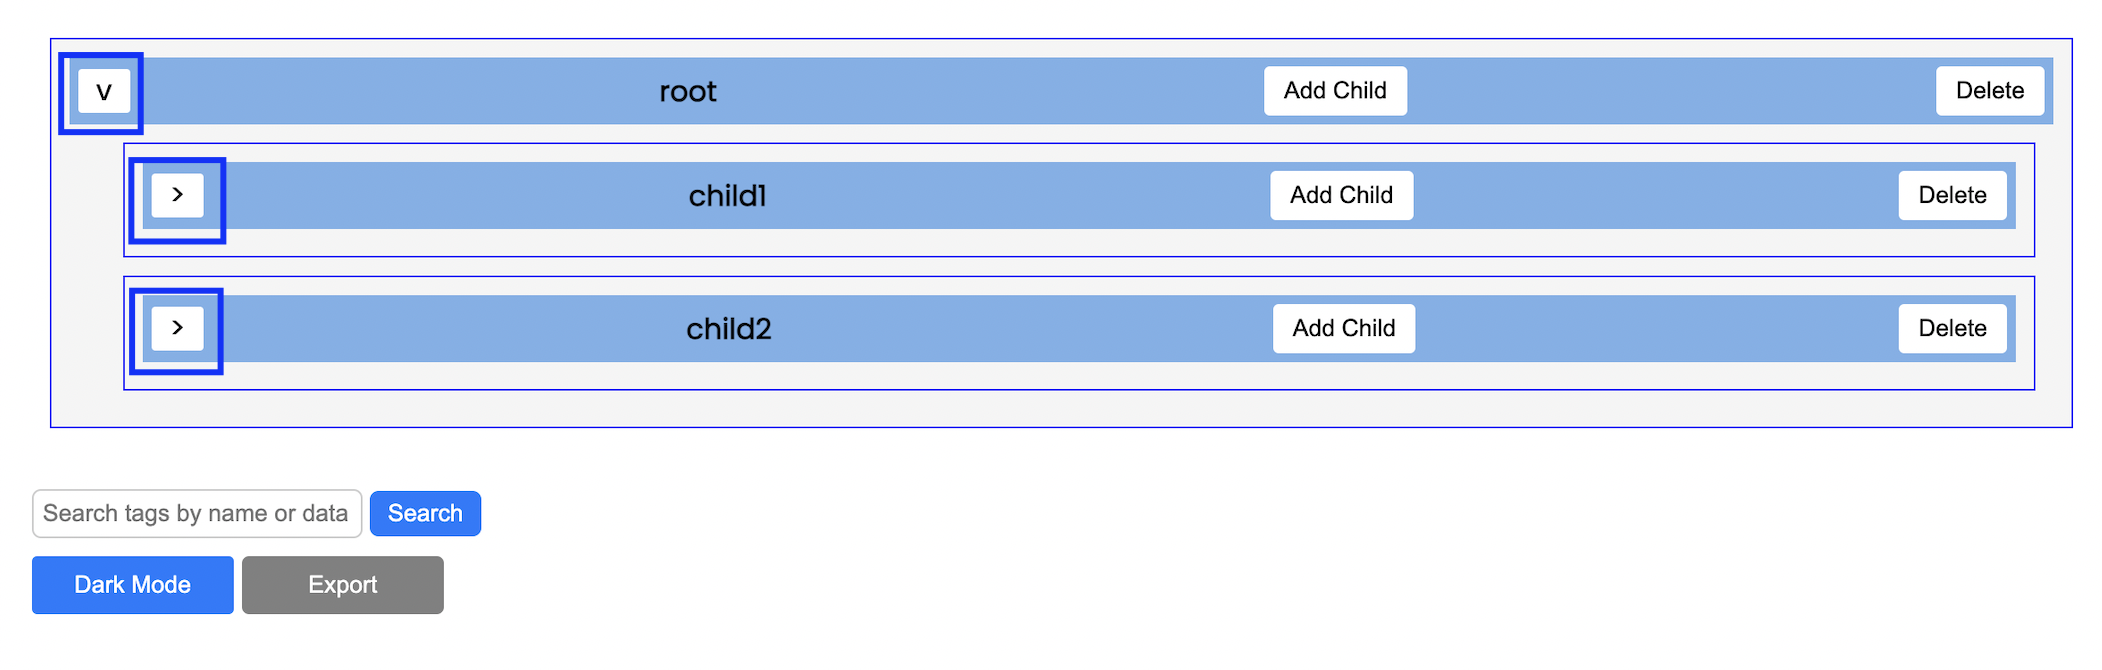 v root Add Child Delete
> child1 Add Child Delete
> child2 Add Child Delete
Search tags by name or data Search
Dark Mode Export